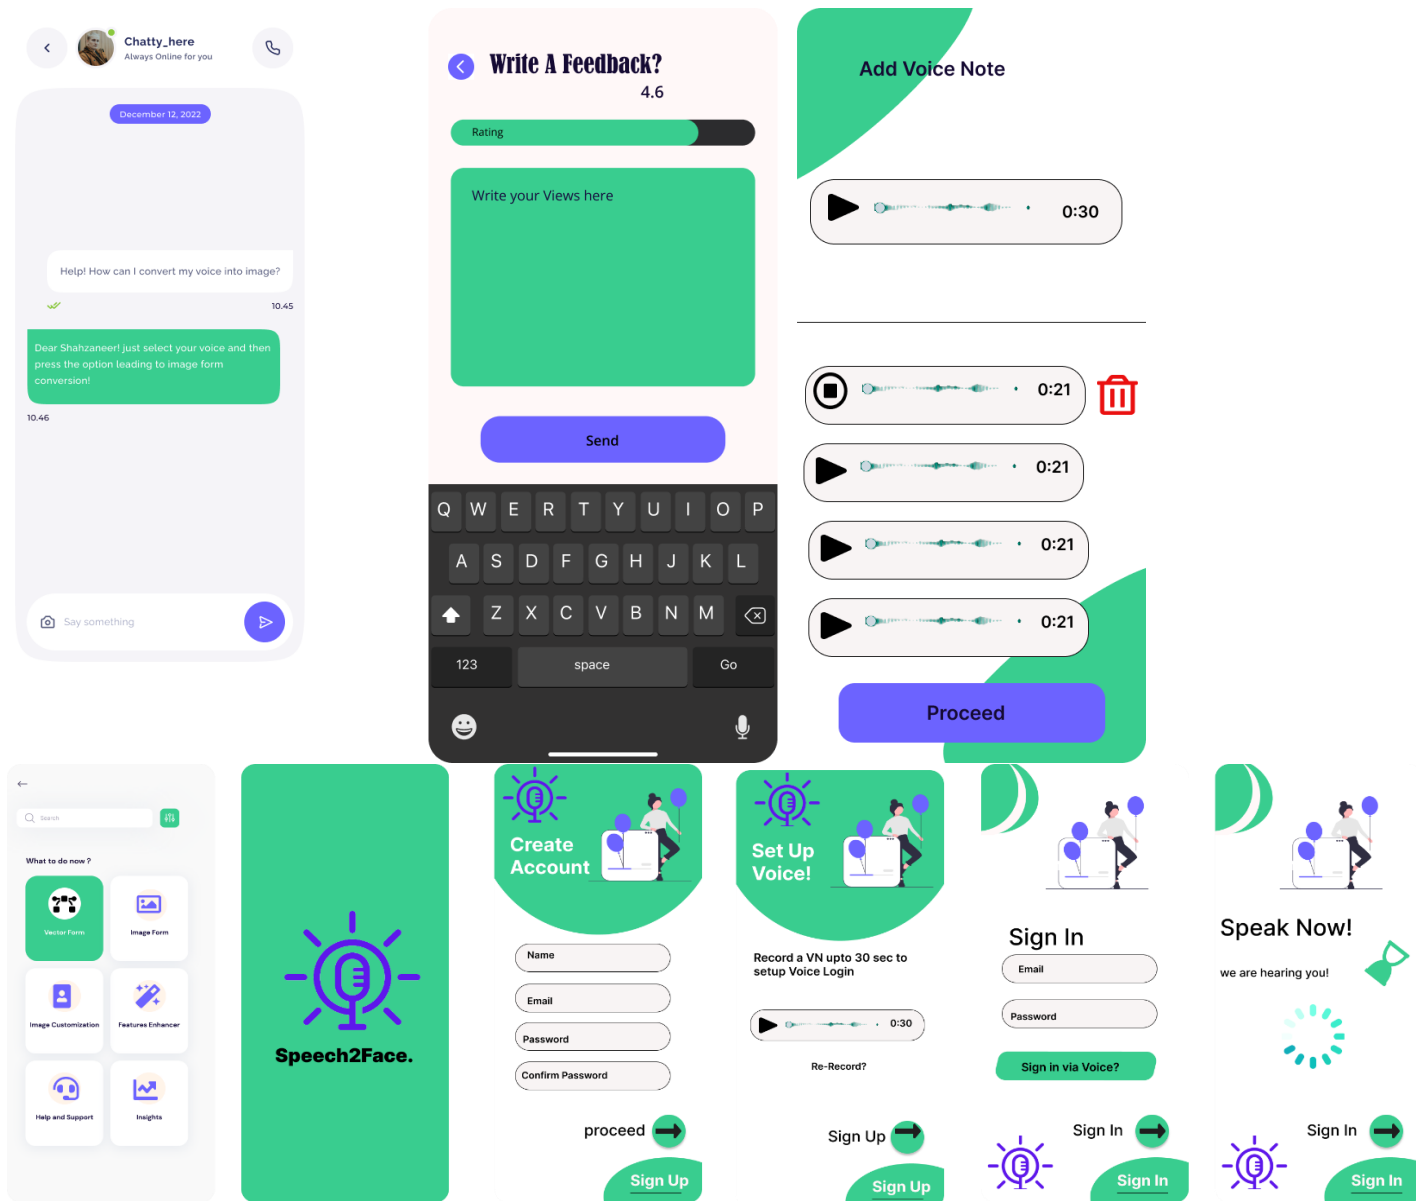 Chatty_here
Always Online for you
December 12, 2022
Help! How can I convert my voice into image?
10.45
Dear Shahzaneer! just select your voice and then
press the option leading to image form
conversion!
10.46
Say something
Write A Feedback?
4.6
Rating
Write your Views here
Send
Q W E R T Y U I O P
A S D F G H J K L
Z X C V B N M
123 space Go
Add Voice Note
0:30
0:21
0:21
0:21
0:21
Proceed
Search
What to do now ?
Vector Form
Image Form
Image Customization
Features Enhancer
Help and Support
Insights
Speech2Face.
Create
Account
Name
Email
Password
Confirm Password
proceed
Sign Up
Set Up
Voice!
Record a VN upto 30 sec to
setup Voice Login
0:30
Re-Record?
Sign Up
Sign Up
Sign In
Email
Password
Sign in via Voice?
Sign In
Sign In
Speak Now!
we are hearing you!
Sign In
Sign In